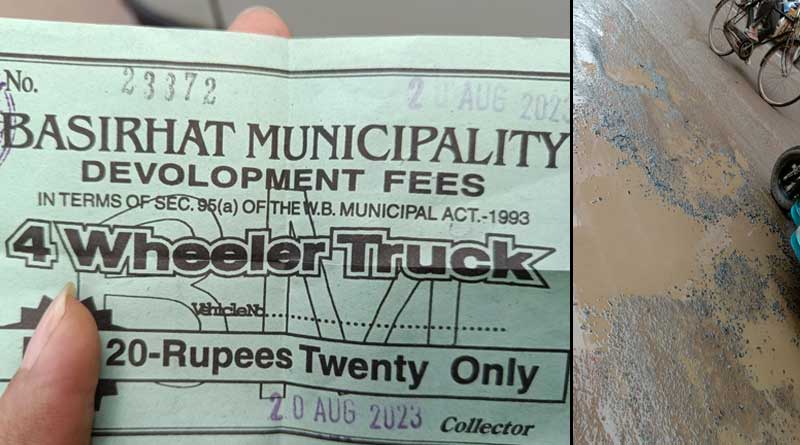 No. 23372
20 AUG 2023
BASIRHAT MUNICIPALITY
DEVOLOPMENT FEES
IN TERMS OF SEC. 95(a) OF THE W.B. MUNICIPAL ACT.-1993
4 Wheeler Truck
Vehicle No.
20-Rupees Twenty Only
20 AUG 2023
Collector